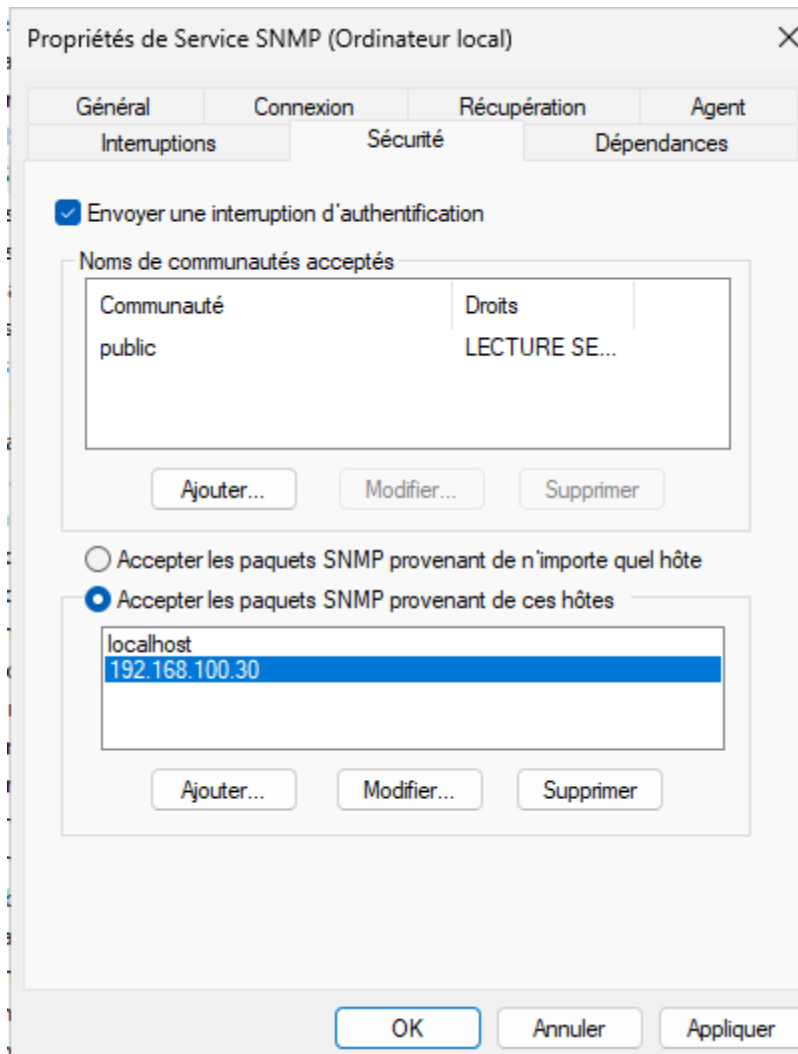 Propriétés de Service SNMP (Ordinateur local)
Général Connexion Récupération Agent
Interruptions Sécurité Dépendances
Envoyer une interruption d'authentification
Noms de communautés acceptés
Communauté Droits
public LECTURE SE...
Ajouter... Modifier... Supprimer
Accepter les paquets SNMP provenant de n'importe quel hôte
Accepter les paquets SNMP provenant de ces hôtes
localhost
192.168.100.30
Ajouter... Modifier... Supprimer
OK Annuler Appliquer